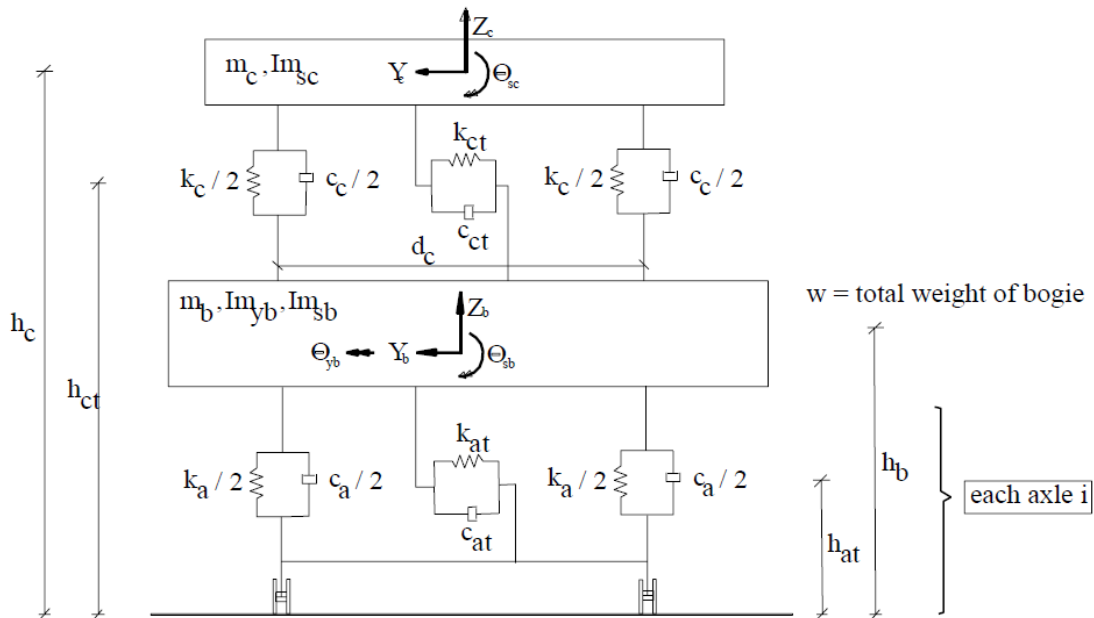 Z_c
m_c, Im_sc
Y_c
Θ_sc
k_ct
k_c / 2
c_c / 2
k_c / 2
c_c / 2
c_ct
d_c
m_b, Im_yb, Im_sb
Z_b
w = total weight of bogie
h_c
Θ_yb
Y_b
Θ_sb
h_ct
k_at
k_a / 2
c_a / 2
k_a / 2
c_a / 2
h_b
each axle i
c_at
h_at